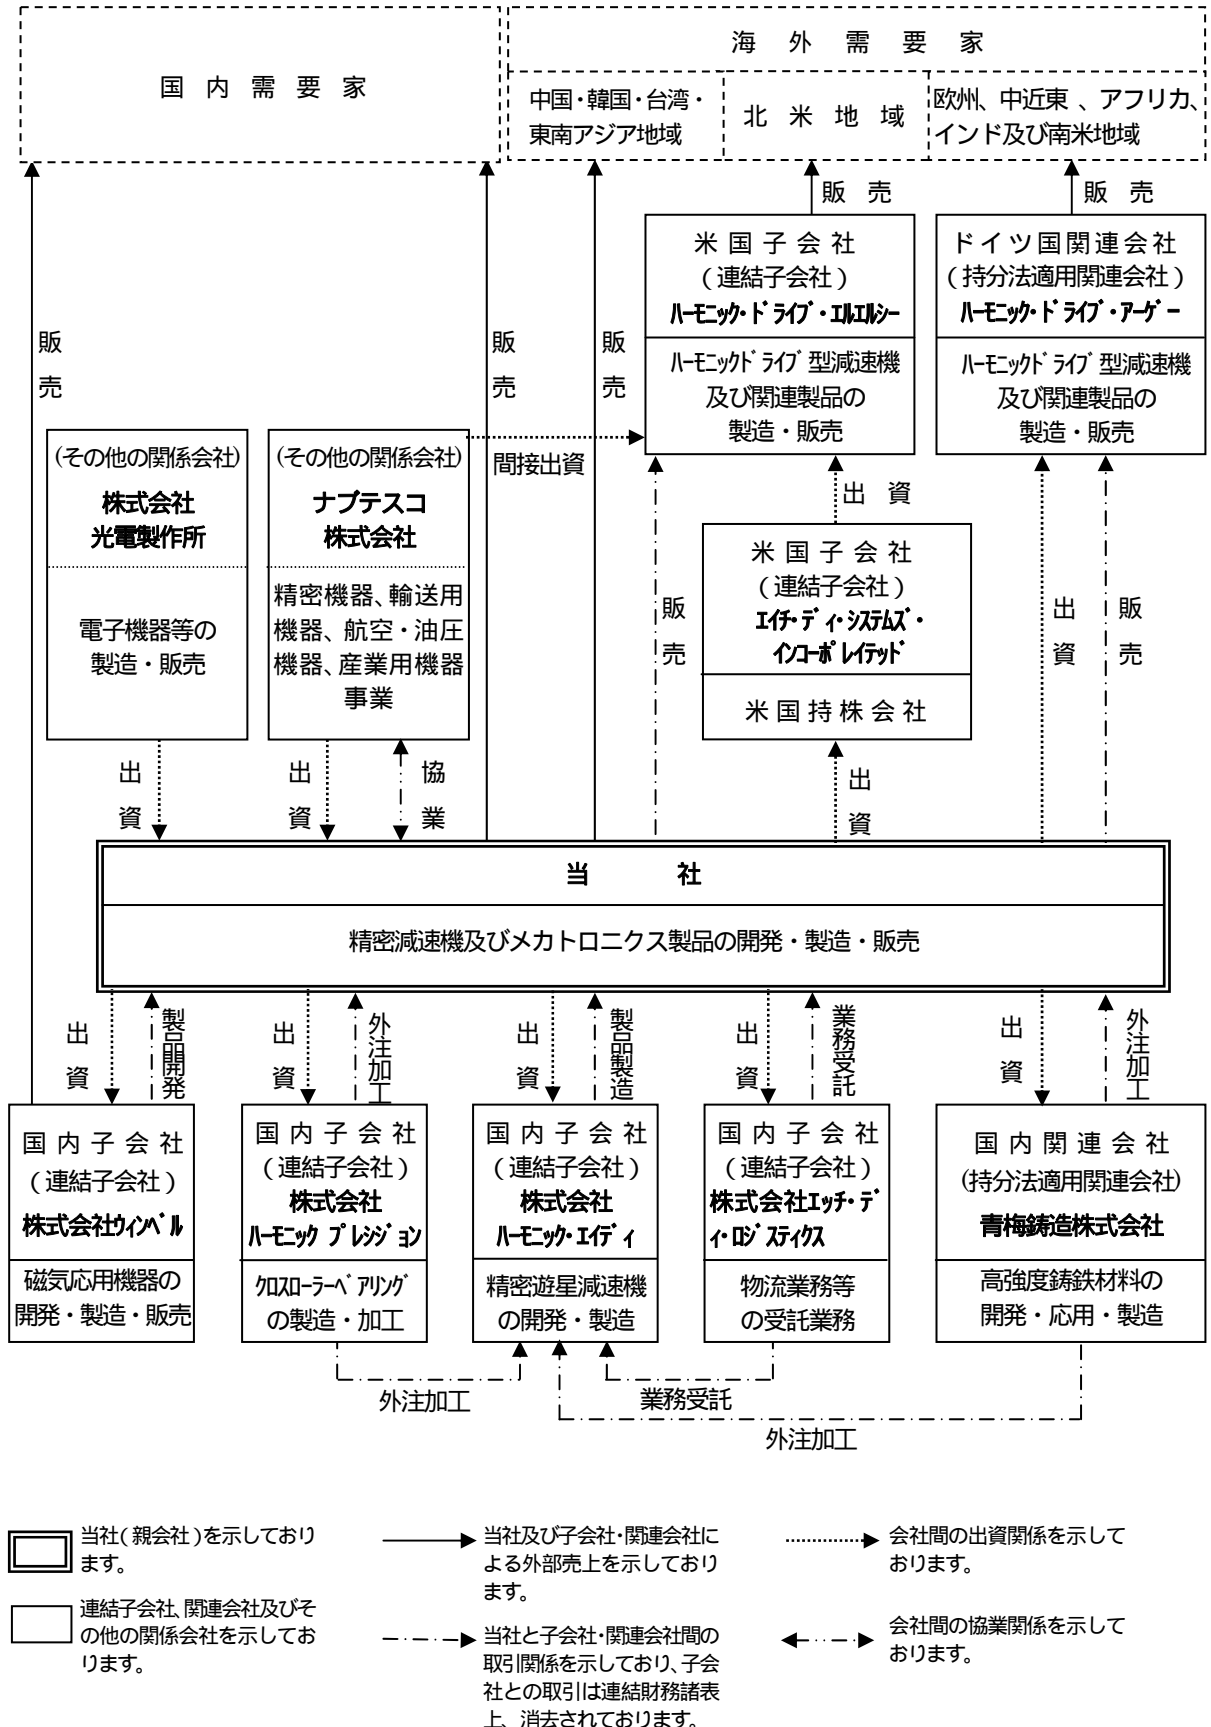 国内需要家
海外需要家
中国・韓国・台湾・
東南アジア地域
北米地域
欧州、中近東、アフリカ、
インド及び南米地域
販売
販売
米国子会社
(連結子会社)
ハーモニック・ドライブ・エルエルシー
ハーモニックドライブ型減速機
及び関連製品の
製造・販売
ドイツ国関連会社
(持分法適用関連会社)
ハーモニック・ドライブ・アーゲー
ハーモニックドライブ型減速機
及び関連製品の
製造・販売
販売
販売
販売
(その他の関係会社)
株式会社
光電製作所
電子機器等の
製造・販売
(その他の関係会社)
ナブテスコ
株式会社
精密機器、輸送用
機器、航空・油圧
機器、産業用機器
事業
間接出資
出資
米国子会社
(連結子会社)
エイチ・ディ・システムズ・
インコーポレイテッド
米国持株会社
販売
出資
販売
出資
出資
協業
出資
当社
精密減速機及びメカトロニクス製品の開発・製造・販売
出資
製品開発
出資
外注加工
出資
製品製造
出資
業務受託
出資
外注加工
国内子会社
(連結子会社)
株式会社ウィンベル
磁気応用機器の
開発・製造・販売
国内子会社
(連結子会社)
株式会社
ハーモニック プレシジョン
クロスローラーベアリング
の製造・加工
国内子会社
(連結子会社)
株式会社
ハーモニック・エイディ
精密遊星減速機
の開発・製造
国内子会社
(連結子会社)
株式会社エッチ・デ
ィ・ロジスティクス
物流業務等
の受託業務
国内関連会社
(持分法適用関連会社)
青梅鋳造株式会社
高強度鋳鉄材料の
開発・応用・製造
外注加工
業務受託
外注加工
当社(親会社)を示しており
ます。
連結子会社、関連会社及びそ
の他の関係会社を示してお
ります。
当社及び子会社・関連会社に
よる外部売上を示しており
ます。
当社と子会社・関連会社間の
取引関係を示しており、子会
社との取引は連結財務諸表
上、消去されております。
会社間の出資関係を示して
おります。
会社間の協業関係を示して
おります。